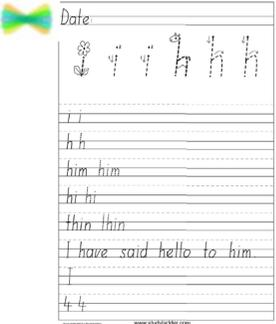 Date
i i h h h
i i
h h
him him
hi hi
thin thin
I have said hello to him.
I
4 4